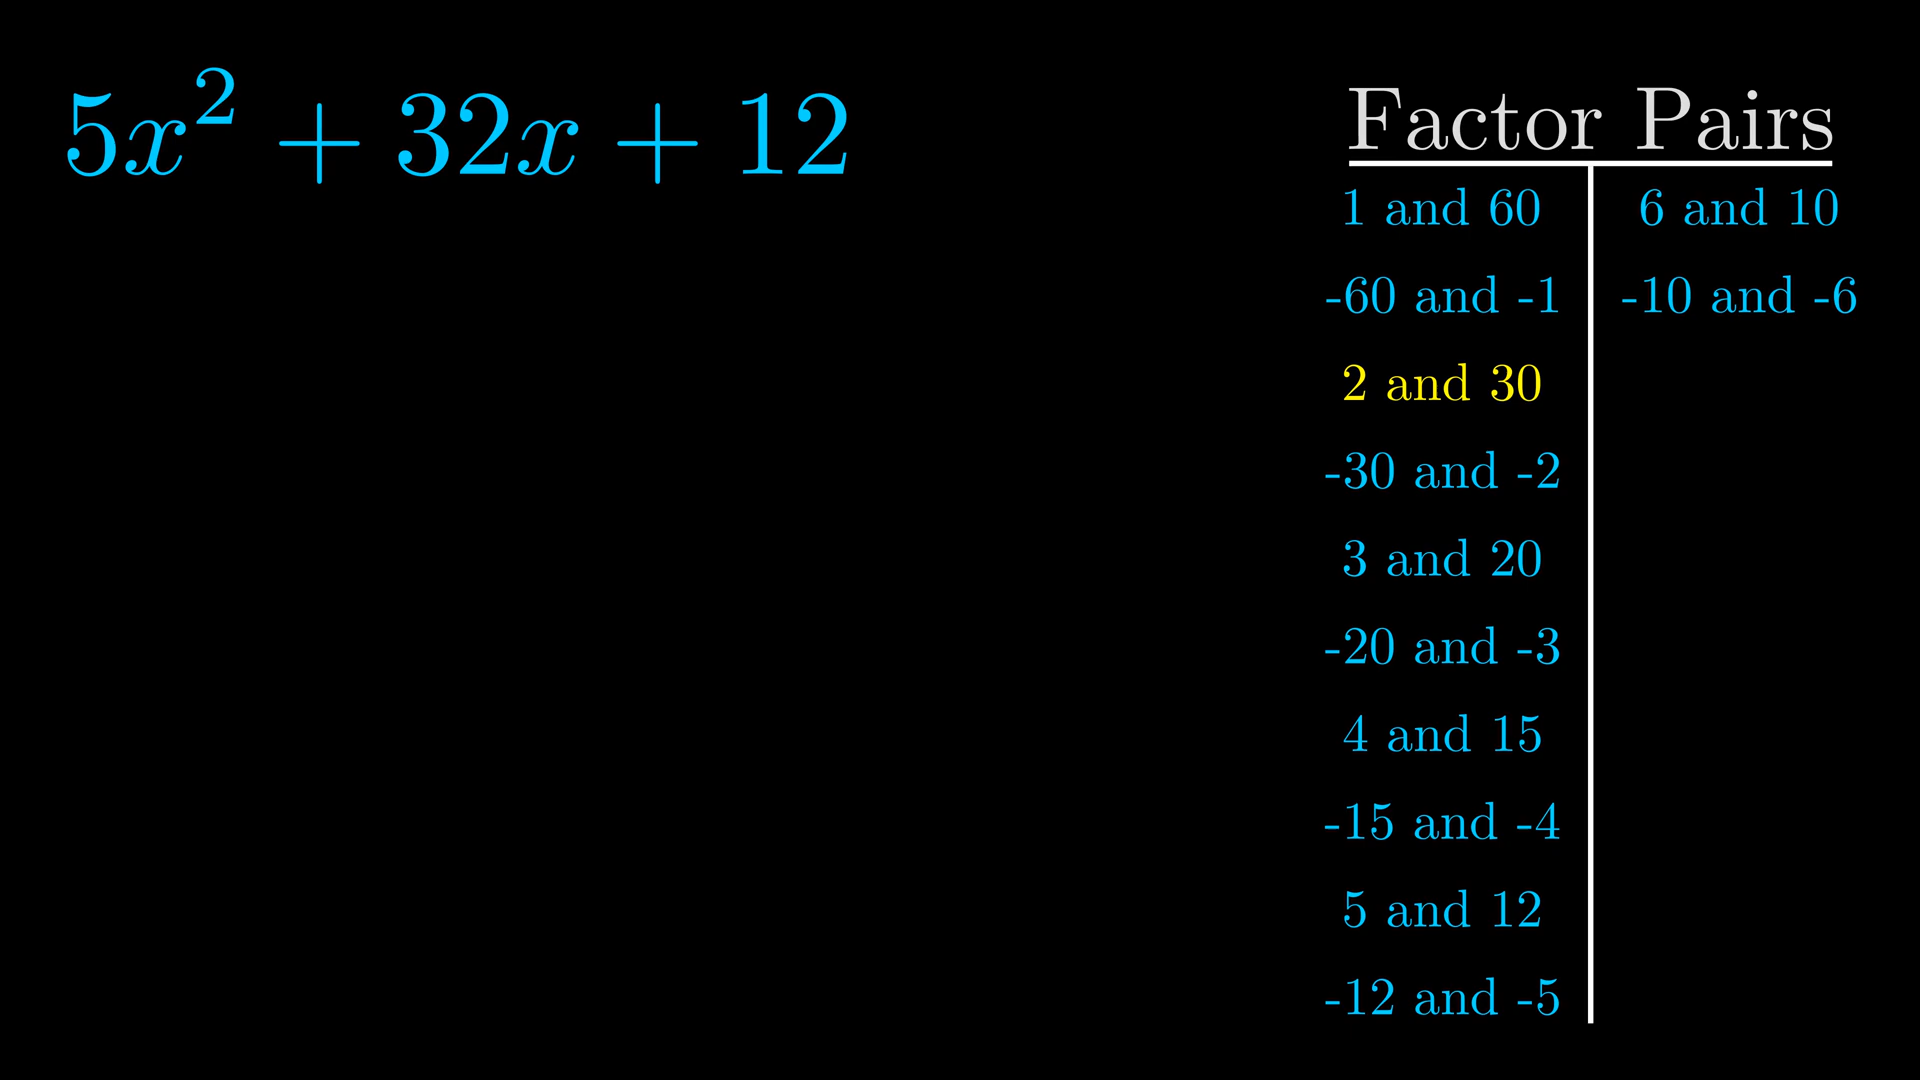 5x² + 32x + 12
Factor Pairs
1 and 60
-60 and -1
2 and 30
-30 and -2
3 and 20
-20 and -3
4 and 15
-15 and -4
5 and 12
-12 and -5
6 and 10
-10 and -6